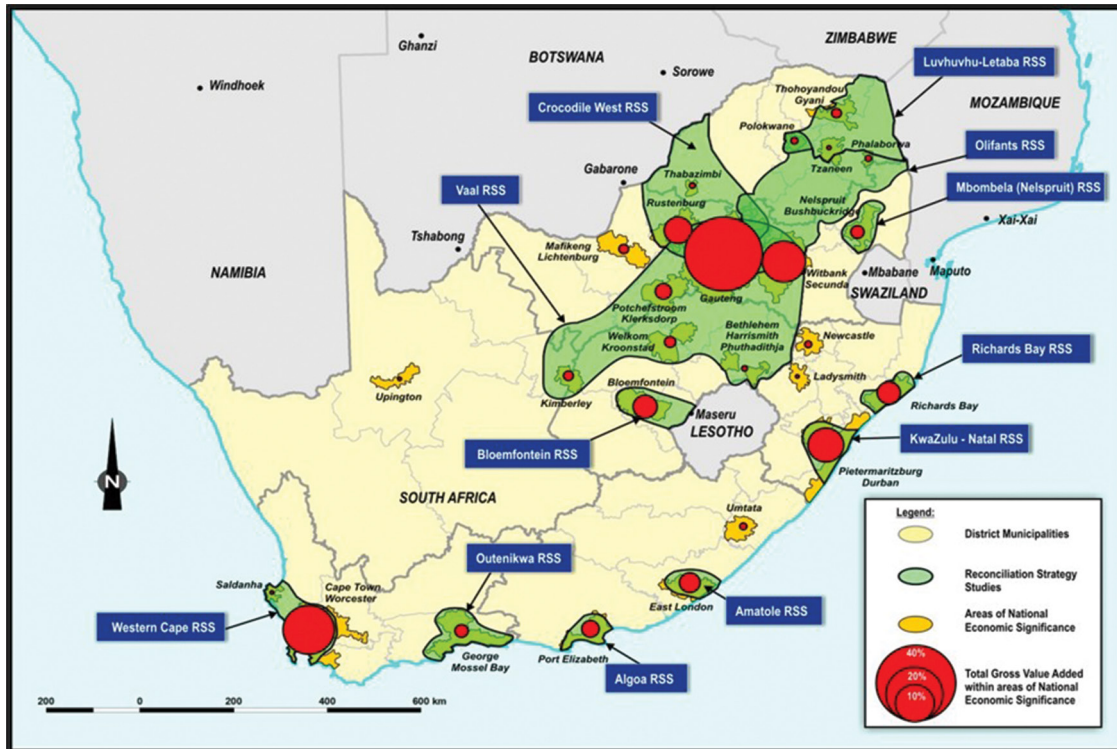 ZIMBABWE
Ghanzi
BOTSWANA
Sorowe
Luvhuvhu-Letaba RSS
Windhoek
Thohoyandou
Gyani
MOZAMBIQUE
Crocodile West RSS
Polokwane
Phalaborwa
Olifants RSS
Tzaneen
Gabarone
Thabazimbi
Vaal RSS
Mbombela (Nelspruit) RSS
Rustenburg
Nelspruit
Bushbuckridge
Xai-Xai
Tshabong
Mafikeng
Lichtenburg
NAMIBIA
Witbank
Secunda
Mbabane
Maputo
SWAZILAND
Gauteng
Potchefstroom
Klerksdorp
Bethlehem
Harrismith
Phuthadithja
Welkom
Kroonstad
Newcastle
Richards Bay RSS
Ladysmith
Upington
Kimberley
Bloemfontein
Richards Bay
Maseru
LESOTHO
KwaZulu - Natal RSS
Bloemfontein RSS
Pietermaritzburg
Durban
N
SOUTH AFRICA
Umtata
Legend:
District Municipalities
Reconciliation Strategy
Studies
Areas of National
Economic Significance
40%
20%
10%
Total Gross Value Added
within areas of National
Economic Significance
Outenikwa RSS
Saldanha
Cape Town
Worcester
East London
Amatole RSS
Western Cape RSS
George
Mossel Bay
Port Elizabeth
Algoa RSS
200 0 200 400 600 km